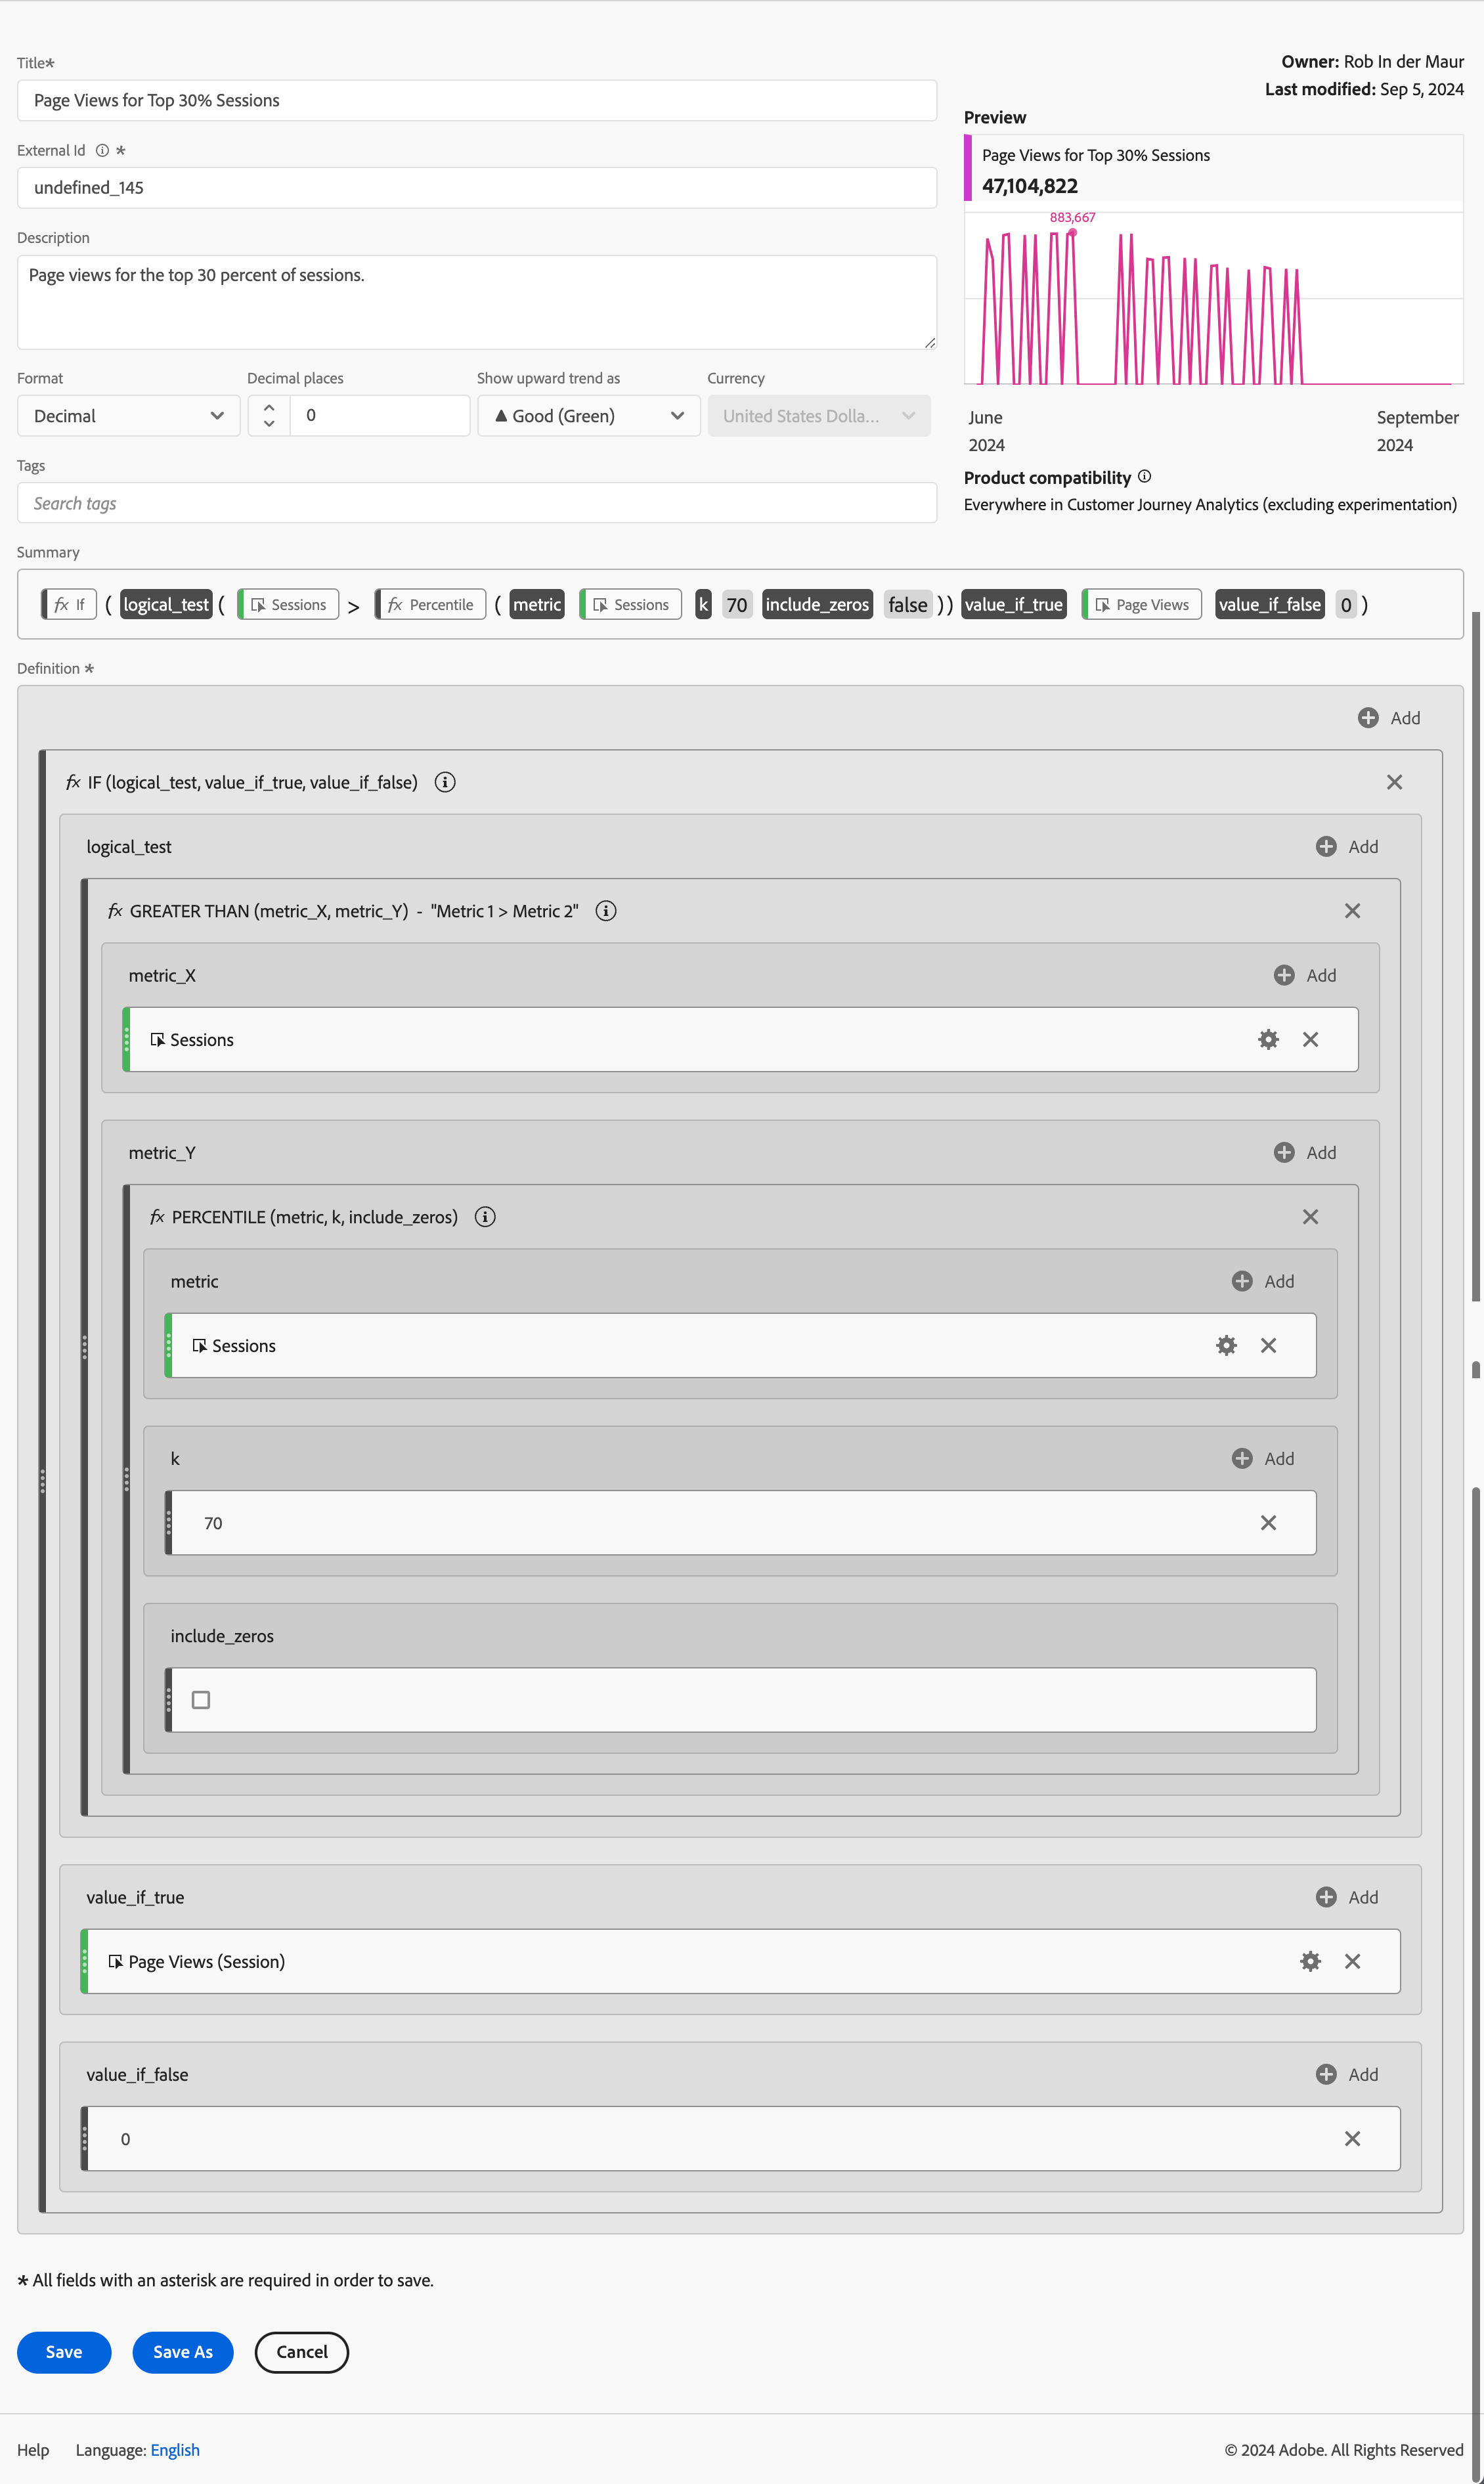 Title*
Page Views for Top 30% Sessions
External Id *
undefined_145
Description
Page views for the top 30 percent of sessions.
Format
Decimal places
Show upward trend as
Currency
Decimal
0
Good (Green)
United States Dolla...
Tags
Search tags
Owner: Rob In der Maur
Last modified: Sep 5, 2024
Preview
Page Views for Top 30% Sessions
47,104,822
883,667
June
2024
September
2024
Product compatibility
Everywhere in Customer Journey Analytics (excluding experimentation)
Summary
fx If ( logical_test ( Sessions > fx Percentile ( metric Sessions k 70 include_zeros false ) ) value_if_true Page Views value_if_false 0 )
Definition *
Add
fx IF (logical_test, value_if_true, value_if_false)
logical_test
Add
fx GREATER THAN (metric_X, metric_Y) - "Metric 1 > Metric 2"
metric_X
Add
Sessions
metric_Y
Add
fx PERCENTILE (metric, k, include_zeros)
metric
Add
Sessions
k
Add
70
include_zeros
value_if_true
Add
Page Views (Session)
value_if_false
Add
0
* All fields with an asterisk are required in order to save.
Save
Save As
Cancel
Help
Language: English
© 2024 Adobe. All Rights Reserved